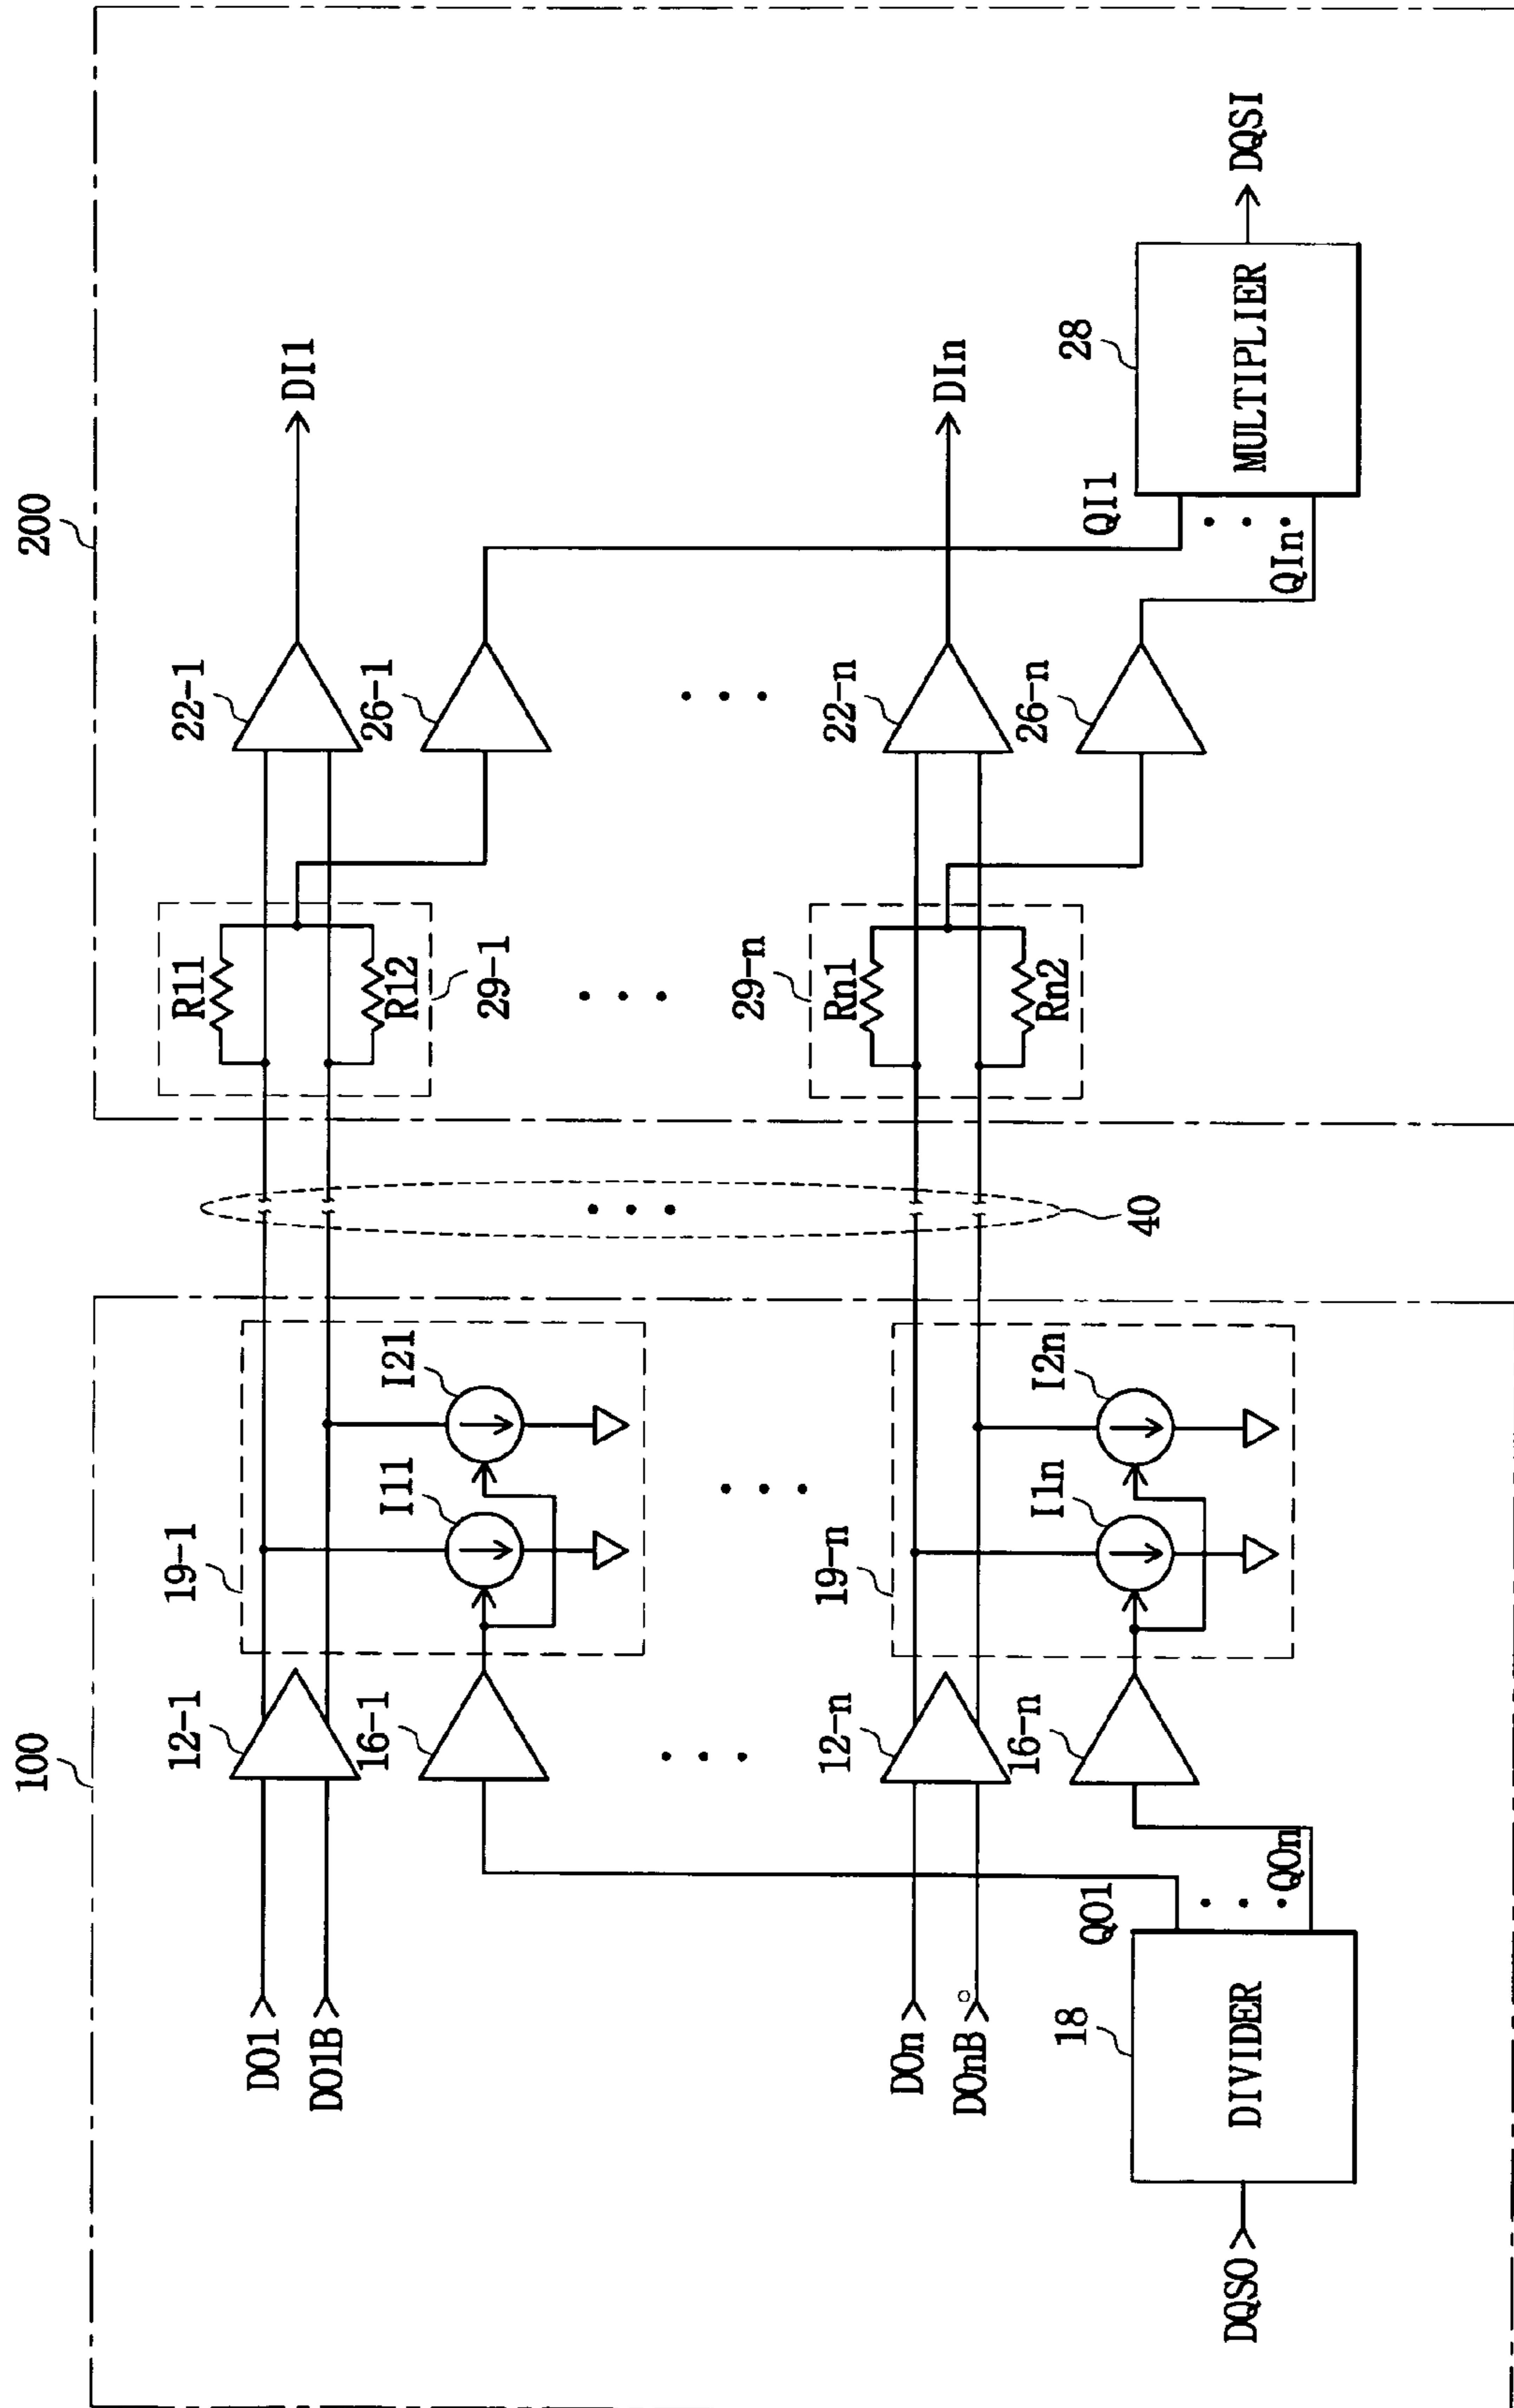 100
200
DO1
DO1B
12-1
16-1
19-1
I11
I21
R11
R12
29-1
22-1
26-1
DI1
DOn
DOnB
12-n
16-n
19-n
I1n
I2n
40
29-n
Rn1
Rn2
22-n
26-n
DIn
DQSO
18
DIVIDER
QO1
QOn
QI1
QIn
28
MULTIPLIER
DQSI